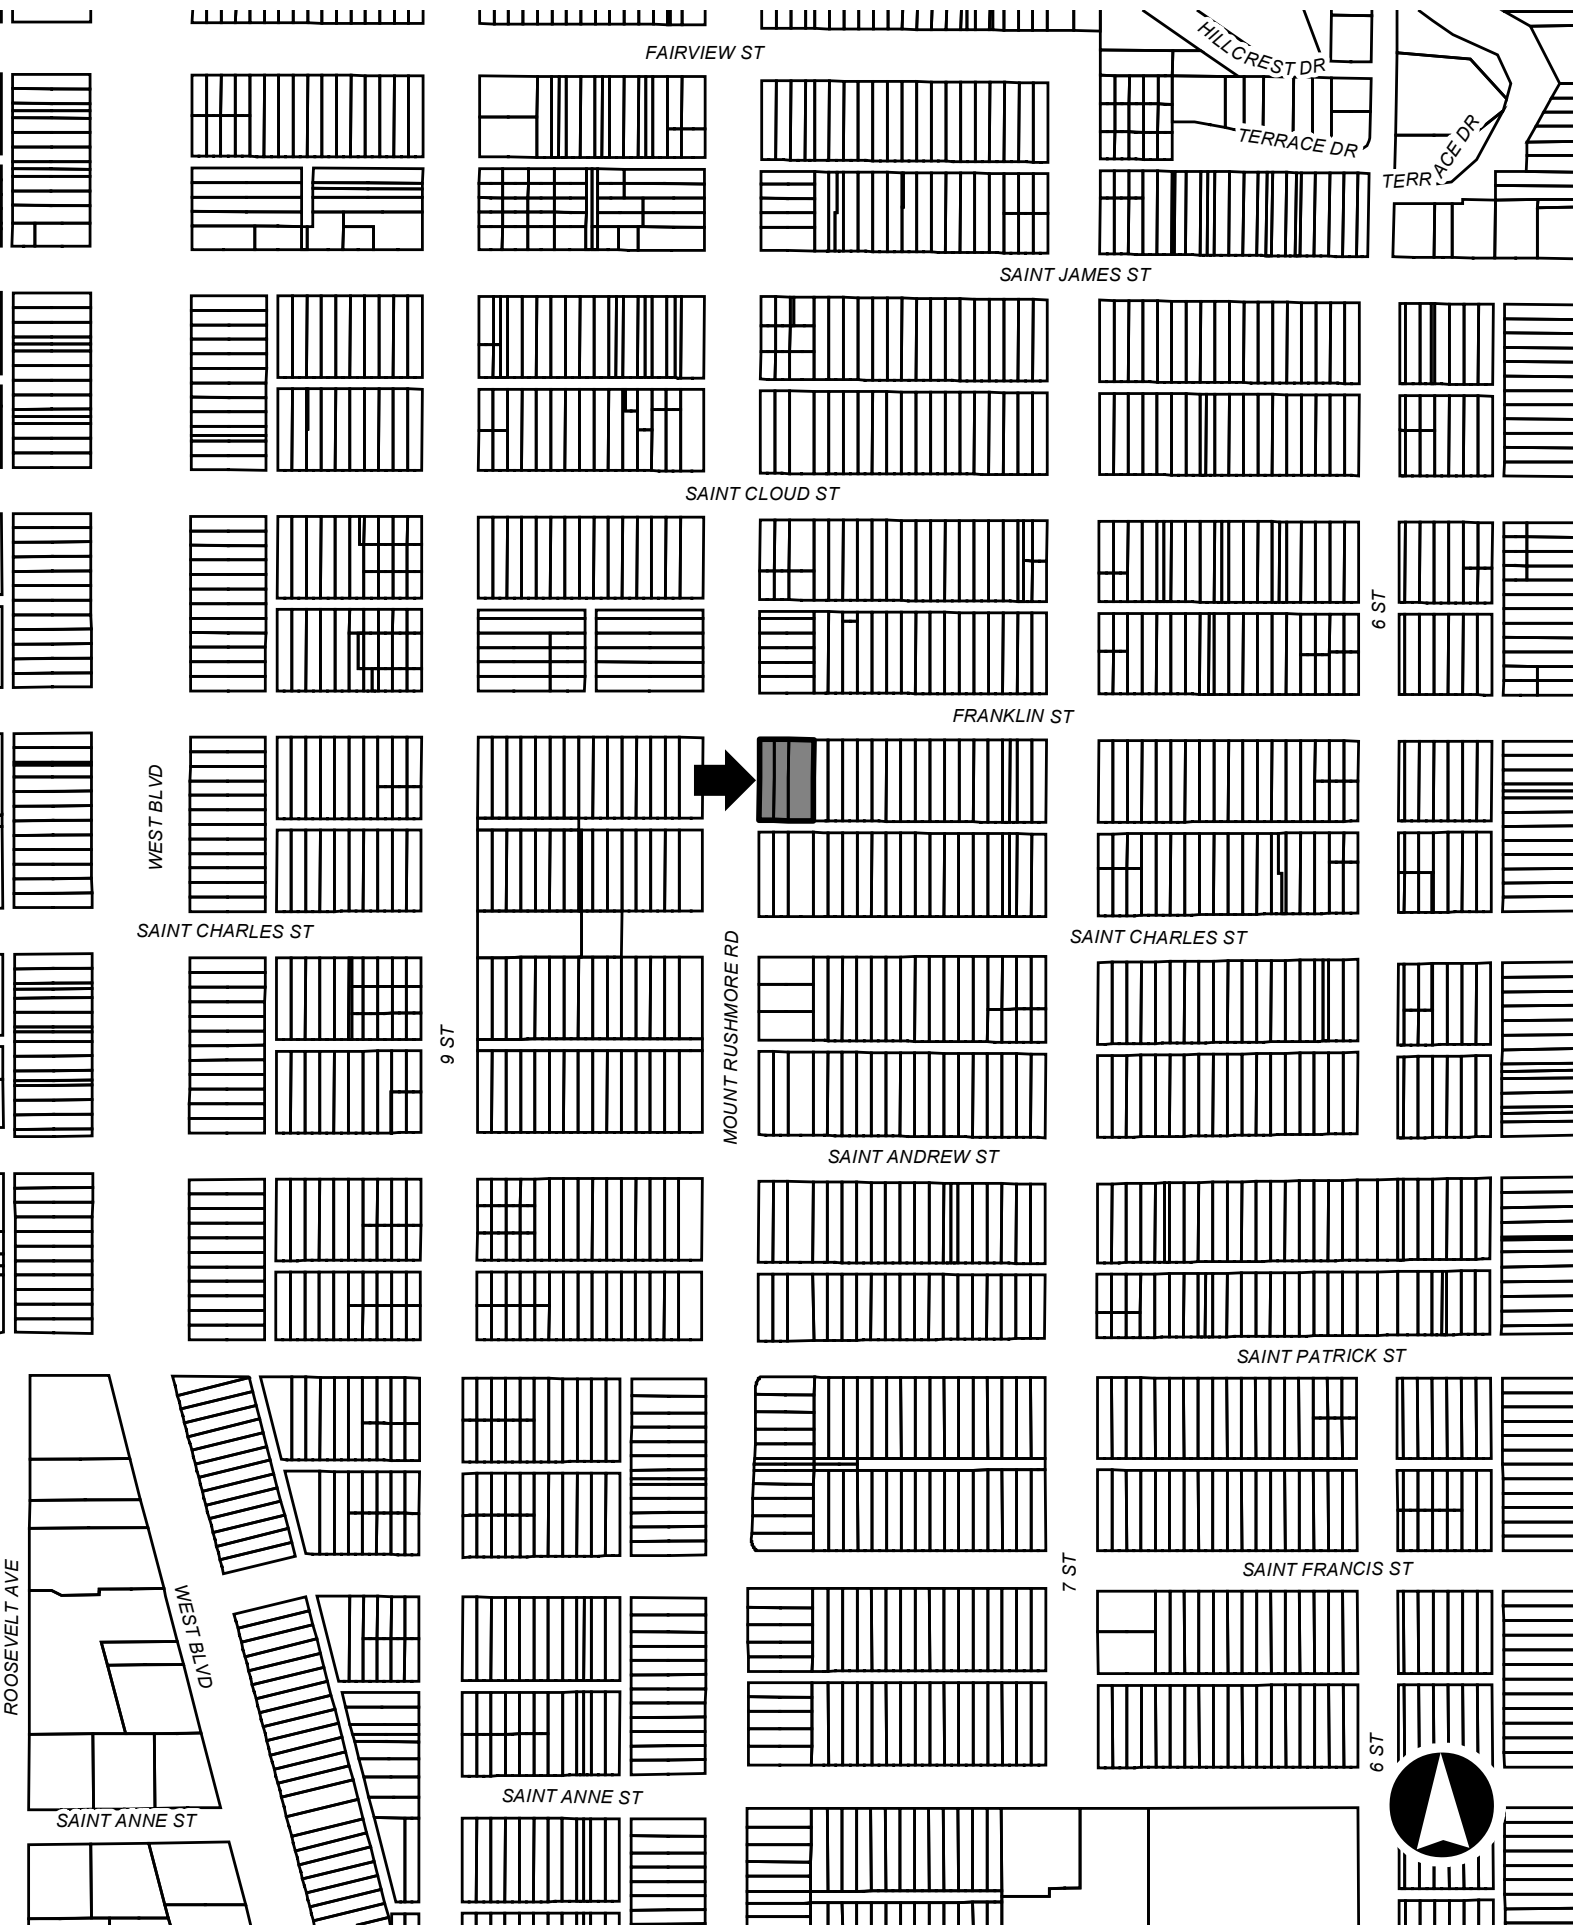 FAIRVIEW ST
HILLCREST DR
TERRACE DR
TERRACE DR
SAINT JAMES ST
SAINT CLOUD ST
6 ST
FRANKLIN ST
WEST BLVD
SAINT CHARLES ST
SAINT CHARLES ST
MOUNT RUSHMORE RD
9 ST
SAINT ANDREW ST
SAINT PATRICK ST
SAINT FRANCIS ST
7 ST
ROOSEVELT AVE
WEST BLVD
6 ST
SAINT ANNE ST
SAINT ANNE ST